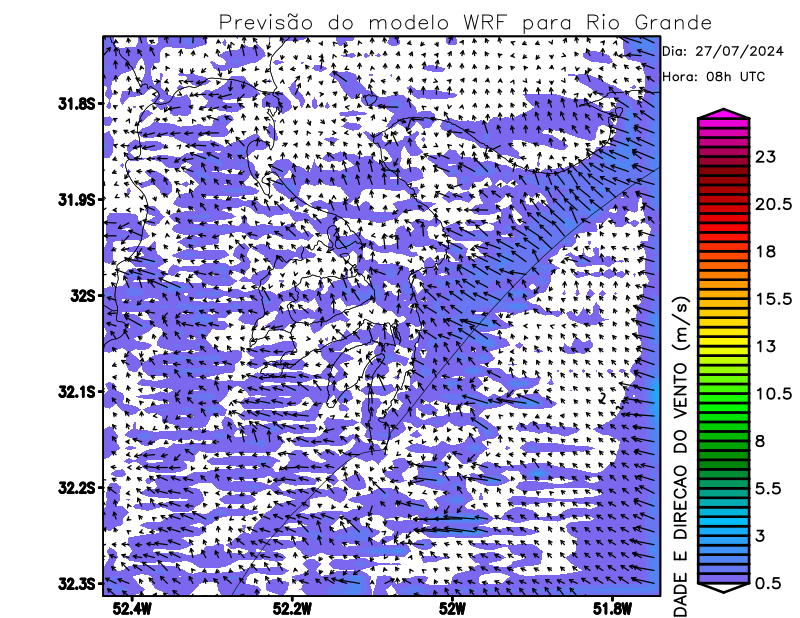 Previsão do modelo WRF para Rio Grande
Dia: 27/07/2024
Hora: 08h UTC
31.8S
31.9S
32S
32.1S
32.2S
32.3S
52.4W
52.2W
52W
51.8W
23
20.5
18
15.5
13
10.5
8
5.5
3
0.5
DADE E DIRECAO DO VENTO (m/s)
2